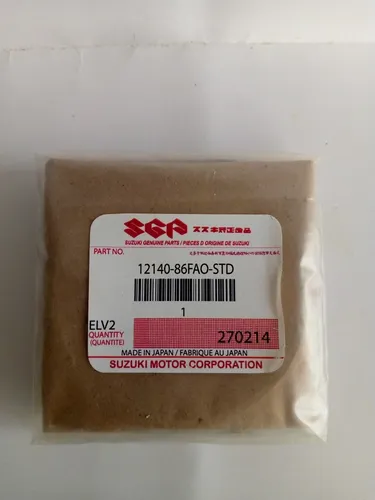 SGP スズキ純正部品
SUZUKI GENUINE PARTS / PIECES D ORIGINE DE SUZUKI
PART NO.
12140-86FAO-STD
1
ELV2
QUANTITY
(QUANTITE)
270214
MADE IN JAPAN / FABRIQUE AU JAPAN
SUZUKI MOTOR CORPORATION